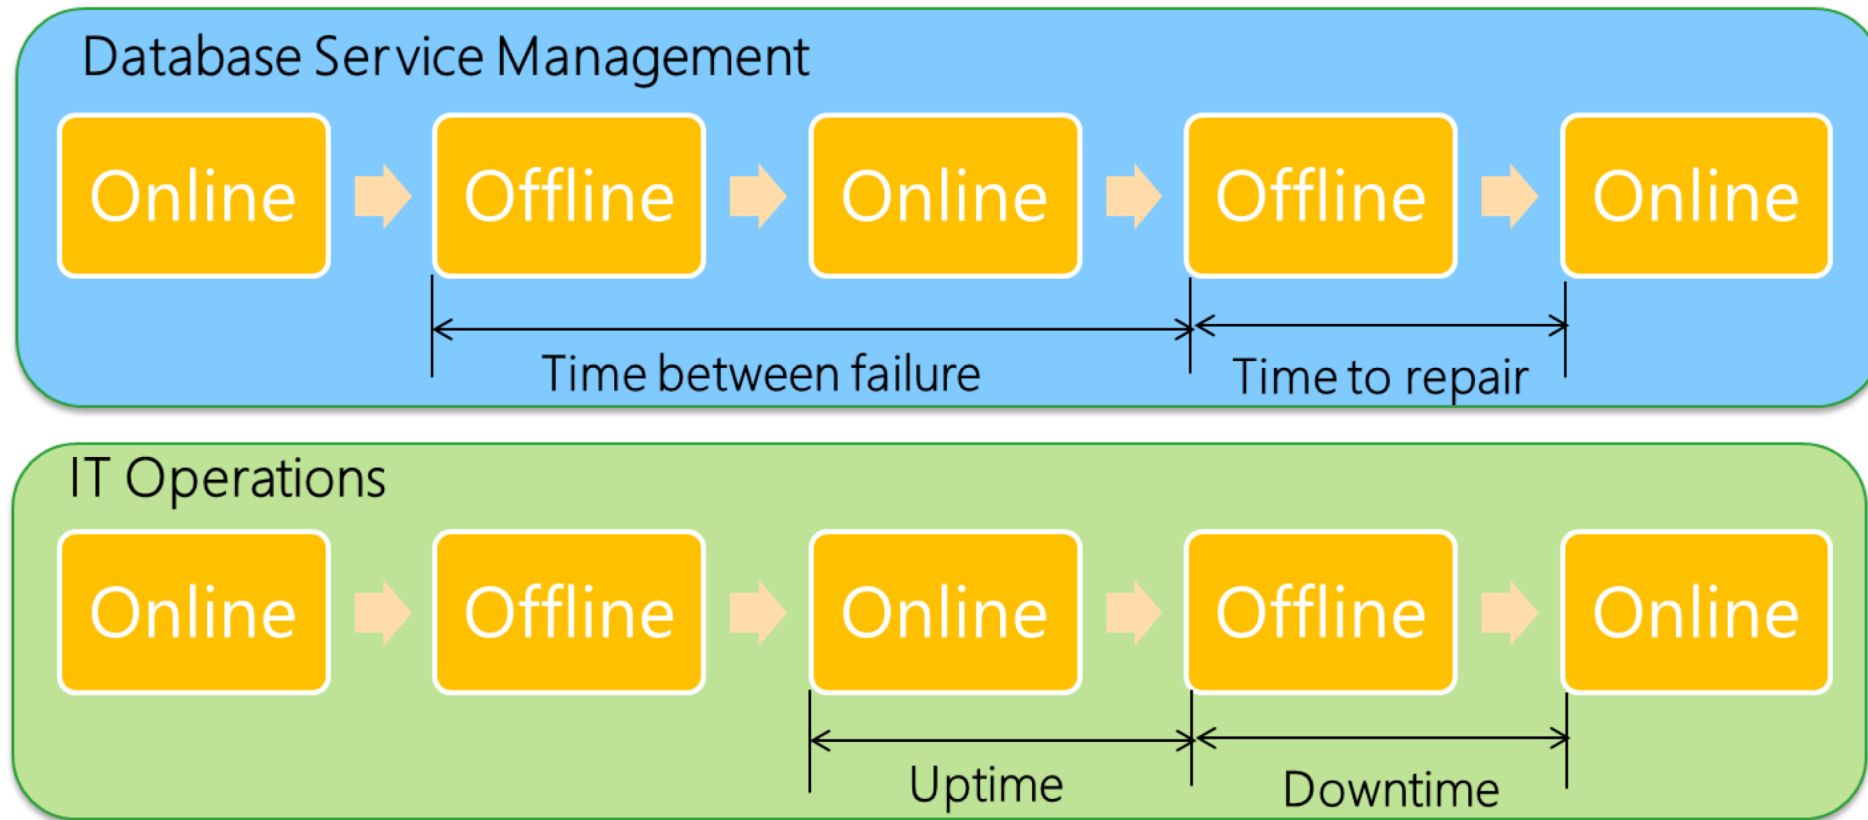 Database Service Management
Online
Offline
Online
Offline
Online
Time between failure
Time to repair
IT Operations
Online
Offline
Online
Offline
Online
Uptime
Downtime